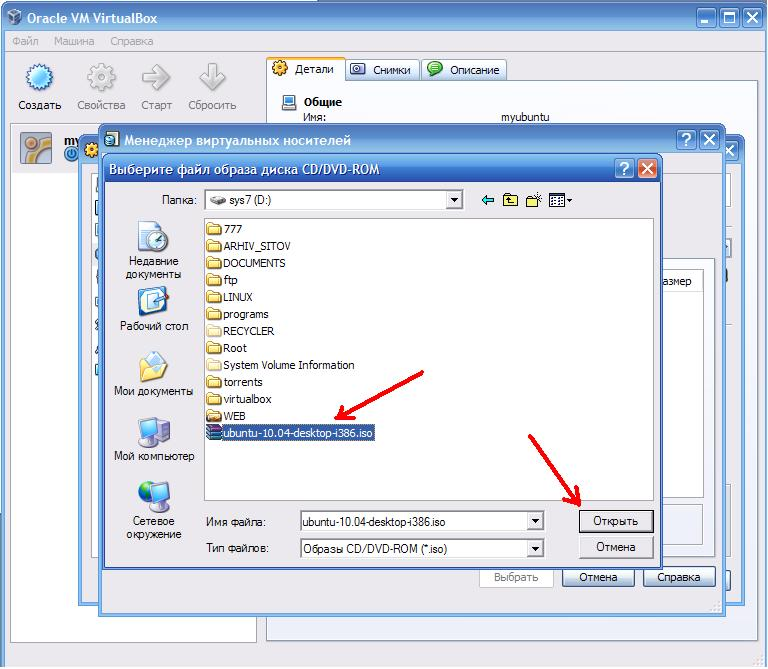 Oracle VM VirtualBox
Файл Машина Справка
Создать Свойства Старт Сбросить
Детали Снимки Описание
Общие
Имя: myubuntu
my
Менеджер виртуальных носителей
Выберите файл образа диска CD/DVD-ROM
Папка: sys7 (D:)
Недавние документы
Рабочий стол
Мои документы
Мой компьютер
Сетевое окружение
777
ARHIV_SITOV
DOCUMENTS
ftp
LINUX
programs
RECYCLER
Root
System Volume Information
torrents
virtualbox
WEB
ubuntu-10.04-desktop-i386.iso
азмер
Имя файла: ubuntu-10.04-desktop-i386.iso Открыть
Тип файлов: Образы CD/DVD-ROM (*.iso) Отмена
Выбрать Отмена Справка